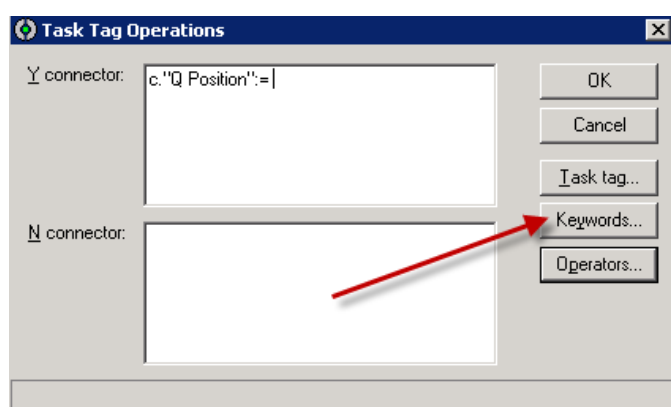 Task Tag Operations
Y connector:
c."Q Position":=
OK
Cancel
Task tag...
Keywords...
N connector:
Operators...